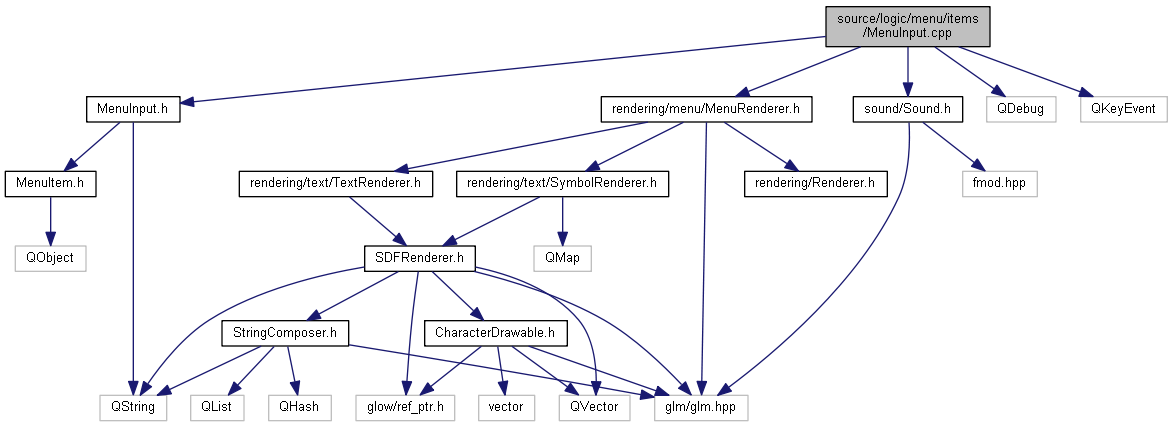 source/logic/menu/items
/MenuInput.cpp
MenuInput.h
rendering/menu/MenuRenderer.h
sound/Sound.h
QDebug
QKeyEvent
MenuItem.h
rendering/text/TextRenderer.h
rendering/text/SymbolRenderer.h
rendering/Renderer.h
fmod.hpp
QObject
SDFRenderer.h
QMap
StringComposer.h
CharacterDrawable.h
QString
QList
QHash
glow/ref_ptr.h
vector
QVector
glm/glm.hpp